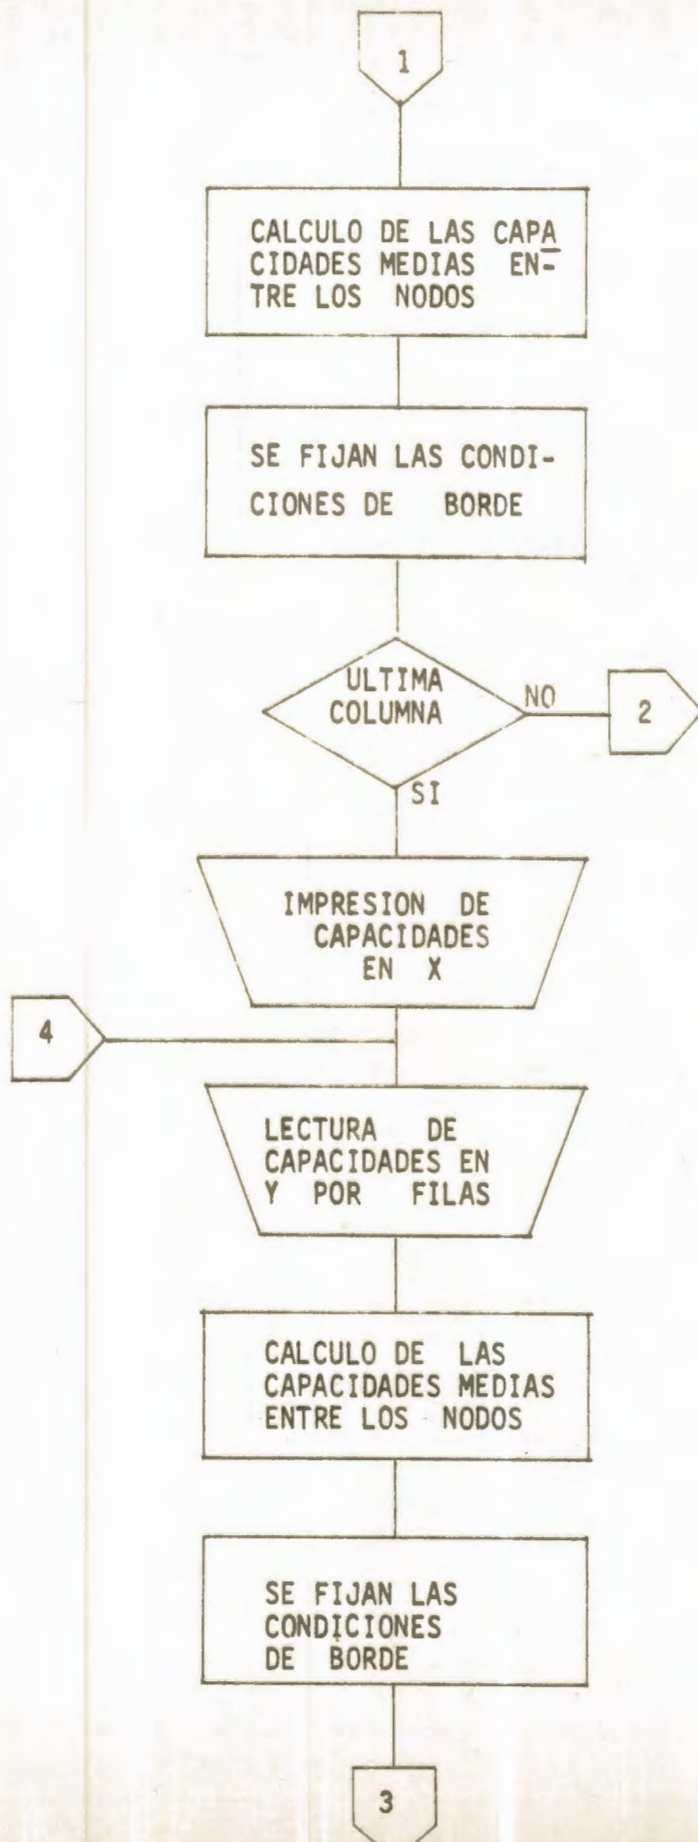 1
CALCULO DE LAS CAPA
CIDADES MEDIAS EN-
TRE LOS NODOS
SE FIJAN LAS CONDI-
CIONES DE BORDE
ULTIMA
COLUMNA
NO
2
SI
IMPRESION DE
CAPACIDADES
EN X
4
LECTURA DE
CAPACIDADES EN
Y POR FILAS
CALCULO DE LAS
CAPACIDADES MEDIAS
ENTRE LOS NODOS
SE FIJAN LAS
CONDICIONES
DE BORDE
3